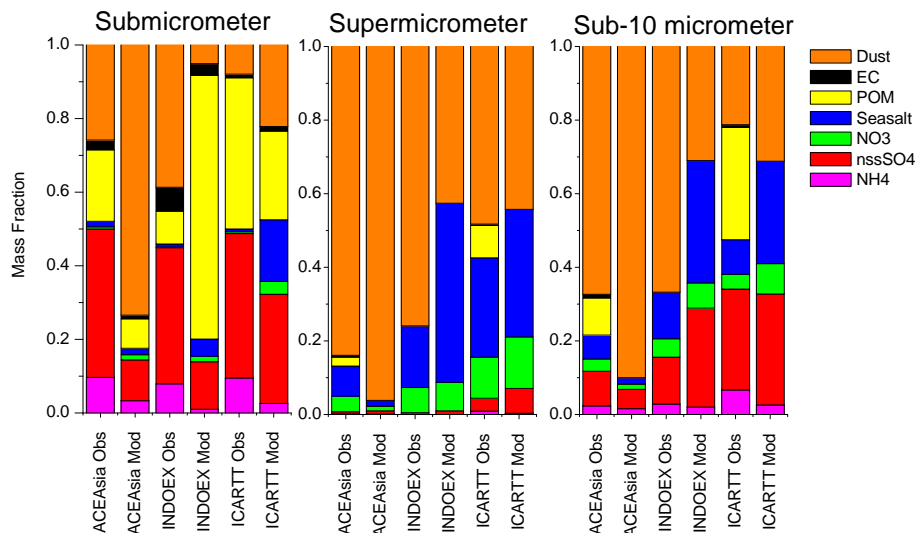 Submicrometer
Supermicrometer
Sub-10 micrometer
Mass Fraction
1.0
0.8
0.6
0.4
0.2
0.0
ACEAsia Obs
ACEAsia Mod
INDOEX Obs
INDOEX Mod
ICARTT Obs
ICARTT Mod
1.0
0.8
0.6
0.4
0.2
0.0
ACEAsia Obs
ACEAsia Mod
INDOEX Obs
INDOEX Mod
ICARTT Obs
ICARTT Mod
1.0
0.8
0.6
0.4
0.2
0.0
ACEAsia Obs
ACEAsia Mod
INDOEX Obs
INDOEX Mod
ICARTT Obs
ICARTT Mod
Dust
EC
POM
Seasalt
NO3
nssSO4
NH4